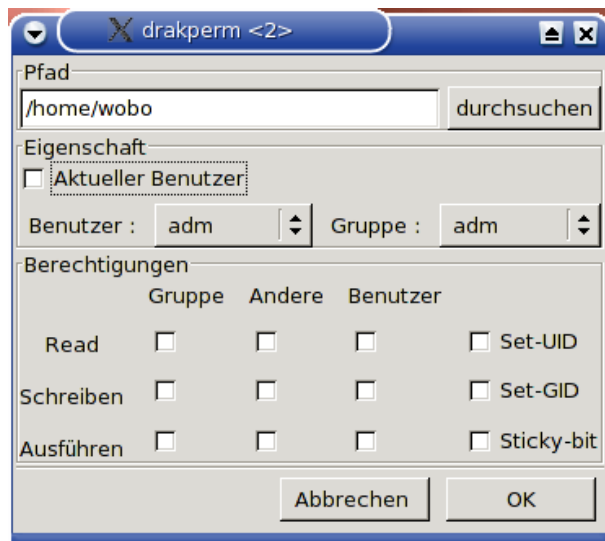 drakperm <2>
Pfad
/home/wobo durchsuchen
Eigenschaft
Aktueller Benutzer
Benutzer : adm Gruppe : adm
Berechtigungen
Gruppe Andere Benutzer
Read Set-UID
Schreiben Set-GID
Ausführen Sticky-bit
Abbrechen OK